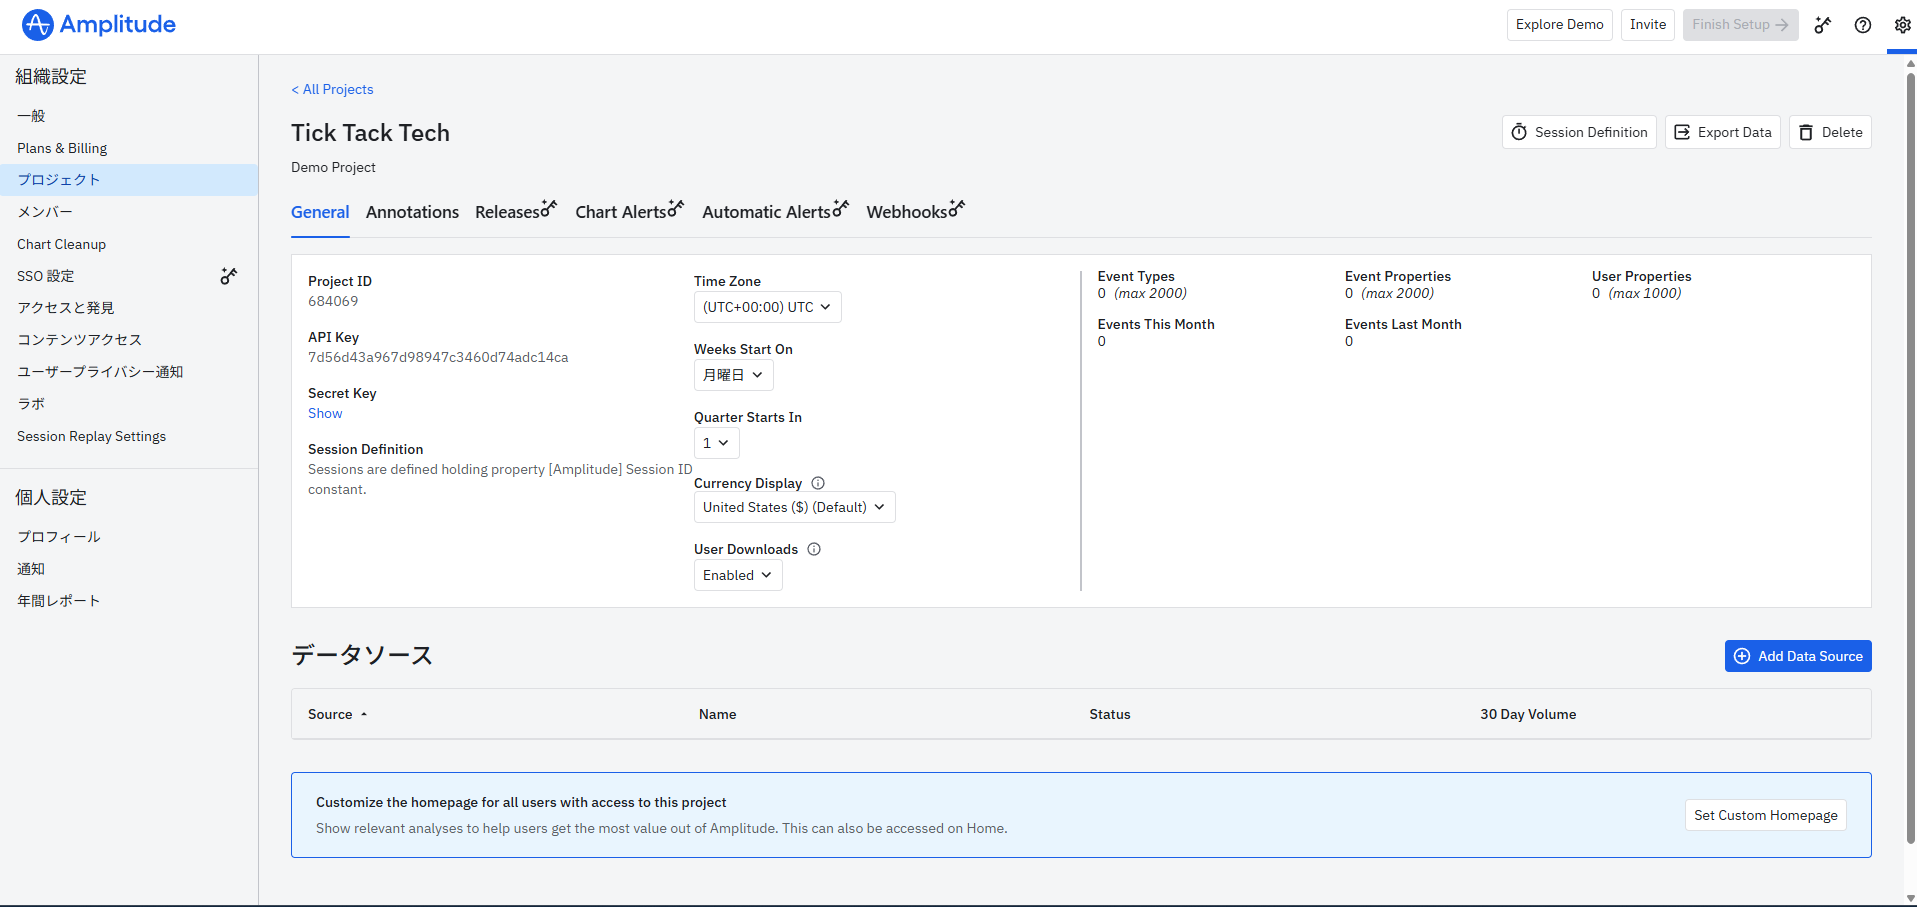 Amplitude
Explore Demo
Invite
Finish Setup
組織設定
一般
Plans & Billing
プロジェクト
メンバー
Chart Cleanup
SSO 設定
アクセスと発見
コンテンツアクセス
ユーザープライバシー通知
ラボ
Session Replay Settings
個人設定
プロフィール
通知
年間レポート
< All Projects
Tick Tack Tech
Session Definition
Export Data
Delete
Demo Project
General
Annotations
Releases
Chart Alerts
Automatic Alerts
Webhooks
Project ID
684069
API Key
7d56d43a967d98947c3460d74adc14ca
Secret Key
Show
Session Definition
Sessions are defined holding property [Amplitude] Session ID
constant.
Time Zone
(UTC+00:00) UTC
Weeks Start On
月曜日
Quarter Starts In
1
Currency Display
United States ($) (Default)
User Downloads
Enabled
Event Types
0 (max 2000)
Event Properties
0 (max 2000)
User Properties
0 (max 1000)
Events This Month
0
Events Last Month
0
データソース
Add Data Source
Source
Name
Status
30 Day Volume
Customize the homepage for all users with access to this project
Show relevant analyses to help users get the most value out of Amplitude. This can also be accessed on Home.
Set Custom Homepage